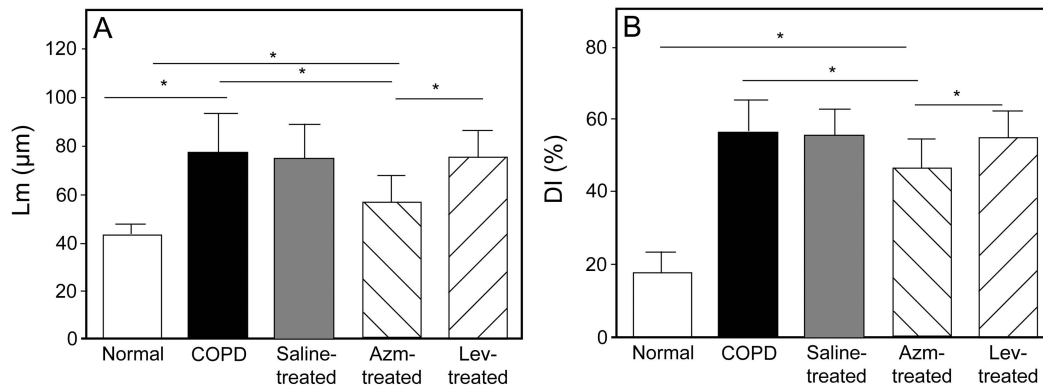 A
120
100
80
60
40
20
0
Lm (μm)
*
*
*
*
Normal
COPD
Saline-
treated
Azm-
treated
Lev-
treated
B
80
60
40
20
0
DI (%)
*
*
*
Normal
COPD
Saline-
treated
Azm-
treated
Lev-
treated